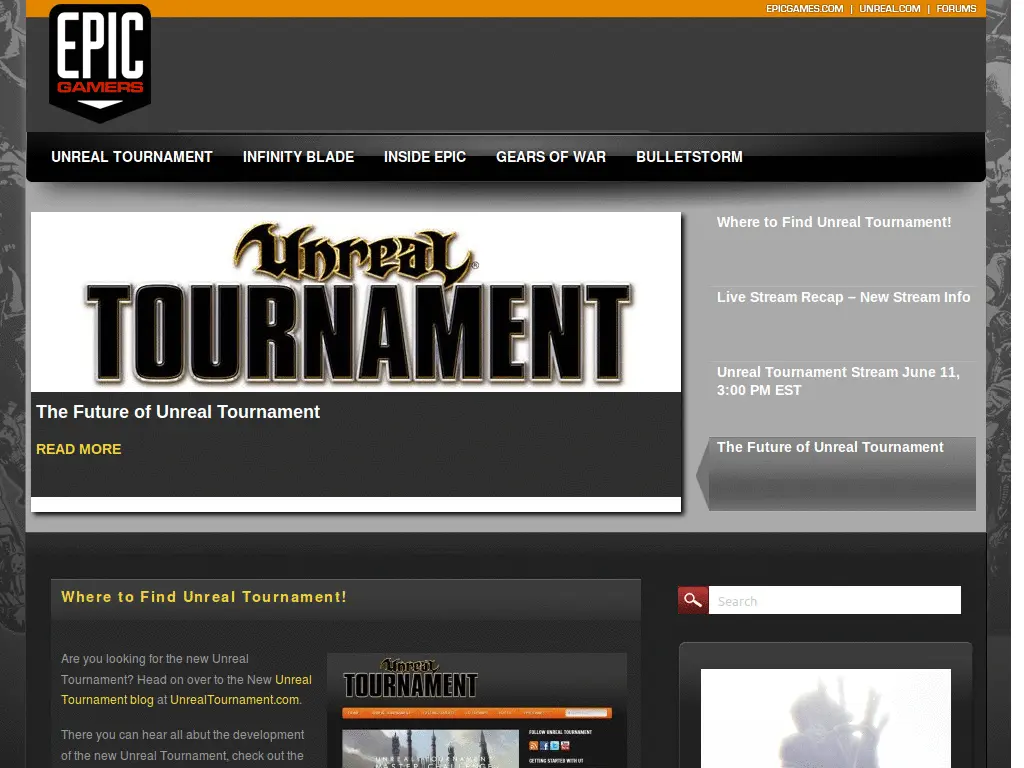 EPICGAMES.COM | UNREAL.COM | FORUMS
EPIC
GAMERS
UNREAL TOURNAMENT INFINITY BLADE INSIDE EPIC GEARS OF WAR BULLETSTORM
Unreal®
TOURNAMENT
The Future of Unreal Tournament
READ MORE
Where to Find Unreal Tournament!
Live Stream Recap – New Stream Info
Unreal Tournament Stream June 11,
3:00 PM EST
The Future of Unreal Tournament
Where to Find Unreal Tournament!
Search
Are you looking for the new Unreal
Tournament? Head on over to the New Unreal
Tournament blog at UnrealTournament.com.
There you can hear all abut the development
of the new Unreal Tournament, check out the
Unreal
TOURNAMENT
FOLLOW UNREAL TOURNAMENT
GETTING STARTED WITH UT
UNREAL TOURNAMENT
MASTER CHALLENGE